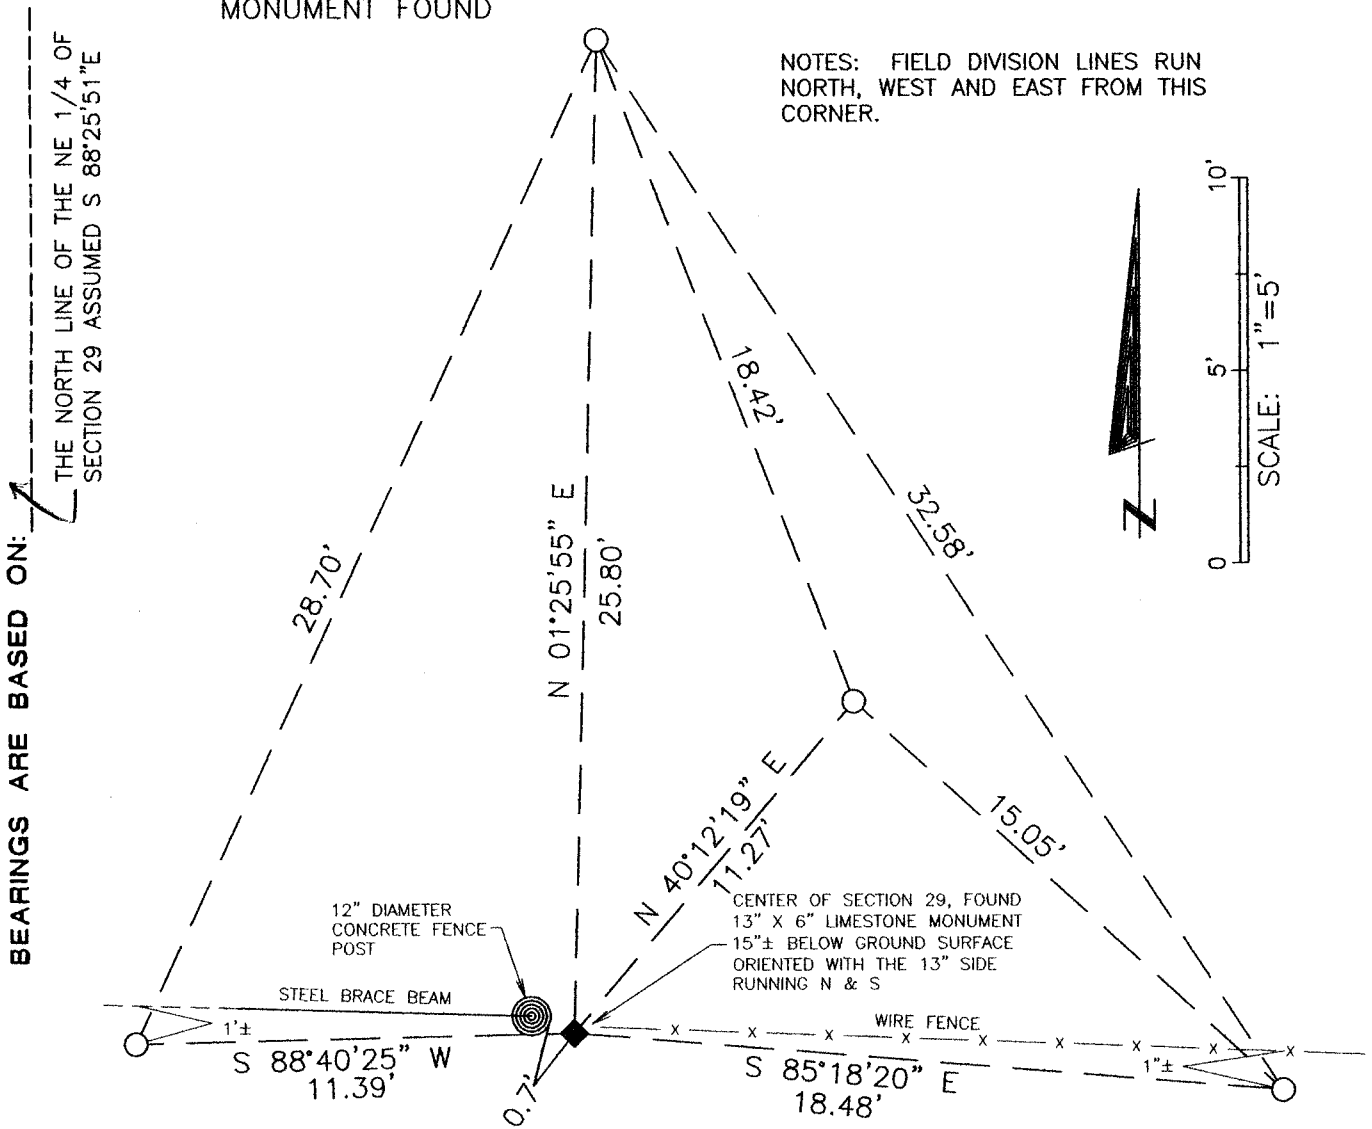 MONUMENT FOUND
NOTES: FIELD DIVISION LINES RUN
NORTH, WEST AND EAST FROM THIS
CORNER.
BEARINGS ARE BASED ON:
THE NORTH LINE OF THE NE 1/4 OF
SECTION 29 ASSUMED S 88°25'51"E
10'
5'
0
SCALE: 1"=5'
Z
18.42'
32.58'
28.70'
N 01°25'55" E
25.80'
N 40°12'19" E
11.27'
15.05'
12" DIAMETER
CONCRETE FENCE
POST
CENTER OF SECTION 29, FOUND
13" X 6" LIMESTONE MONUMENT
15"± BELOW GROUND SURFACE
ORIENTED WITH THE 13" SIDE
RUNNING N & S
STEEL BRACE BEAM
1'±
S 88°40'25" W
11.39'
0.7'
x x x x WIRE FENCE x x x x x
S 85°18'20" E
18.48'
1"±